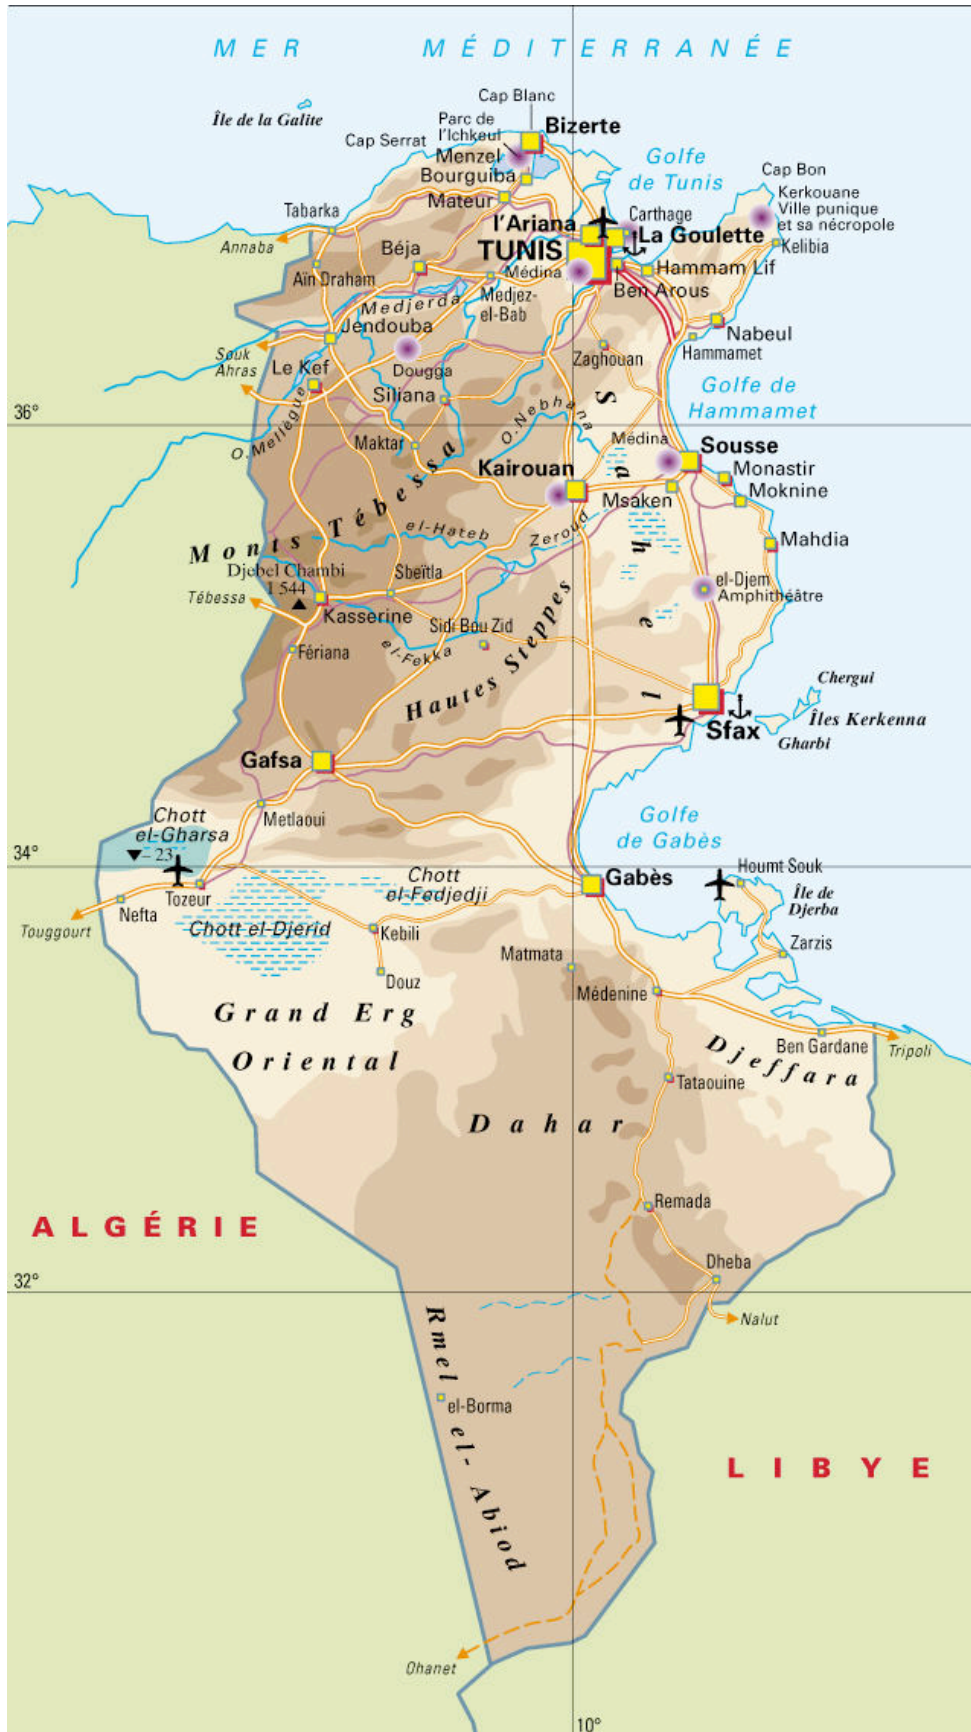 MER MÉDITERRANÉE
Île de la Galite
Cap Blanc
Bizerte
Parc de
l'Ichkeul
Cap Serrat
Menzel
Bourguiba
Mateur
Golfe
de Tunis
Cap Bon
Kerkouane
Ville punique
et sa nécropole
Kelibia
Tabarka
Annaba
l'Ariana
Carthage
La Goulette
TUNIS
Médina
Béja
Aïn Draham
Hammam Lif
Ben Arous
Medjerda
Medjez-
el-Bab
Jendouba
Nabeul
Hammamet
Souk
Ahras
Le Kef
Dougga
Zaghouan
Siliana
Golfe de
Hammamet
36°
O. Mellègue
Maktar
O. Nebhana
Sahel
Médina
Sousse
Kairouan
Monastir
Msaken
Moknine
Monts Tébessa
el-Hateb
Zeroud
Mahdia
Djebel Chambi
1 544
Sbeïtla
el-Djem
Amphithéâtre
Tébessa
Kasserine
Sidi Bou Zid
Fériana
el-Fekka
Hautes Steppes
Chergui
Îles Kerkenna
Gharbi
Sfax
Gafsa
Metlaoui
Chott
el-Gharsa
Golfe
de Gabès
34°
– 23
Chott
el-Fedjedji
Houmt Souk
Gabès
Île de
Djerba
Nefta
Tozeur
Touggourt
Chott el-Djerid
Kebili
Zarzis
Matmata
Douz
Médenine
Grand Erg
Oriental
Djeffara
Ben Gardane
Tripoli
Tataouine
Dahar
Remada
ALGÉRIE
Dheba
32°
Nalut
Rmel el-Abiod
el-Borma
LIBYE
Ohanet
10°